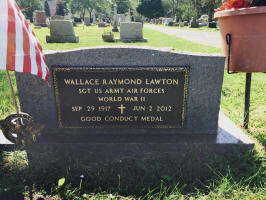 WALLACE RAYMOND LAWTON
SGT US ARMY AIR FORCES
WORLD WAR II
SEP 29 1917 JUN 2 2012
GOOD CONDUCT MEDAL